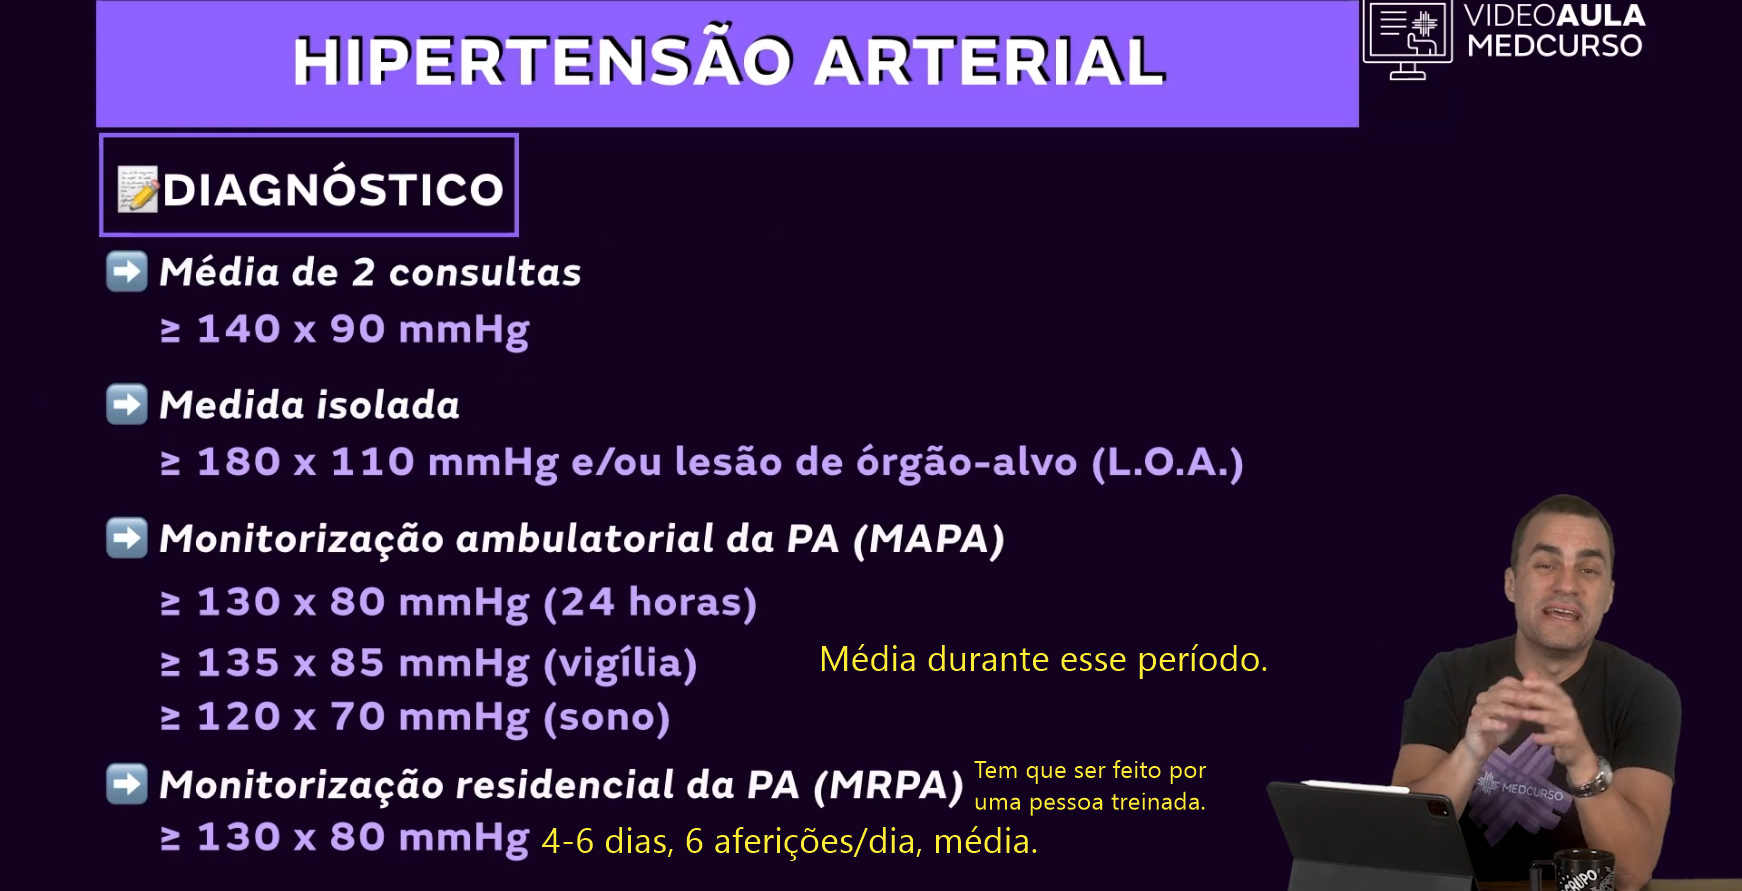 HIPERTENSÃO ARTERIAL
VIDEOAULA
MEDCURSO
DIAGNÓSTICO
Média de 2 consultas
≥ 140 x 90 mmHg
Medida isolada
≥ 180 x 110 mmHg e/ou lesão de órgão-alvo (L.O.A.)
Monitorização ambulatorial da PA (MAPA)
≥ 130 x 80 mmHg (24 horas)
≥ 135 x 85 mmHg (vigília)
Média durante esse período.
≥ 120 x 70 mmHg (sono)
Monitorização residencial da PA (MRPA)
Tem que ser feito por
uma pessoa treinada.
≥ 130 x 80 mmHg
4-6 dias, 6 aferições/dia, média.
MEDCURSO